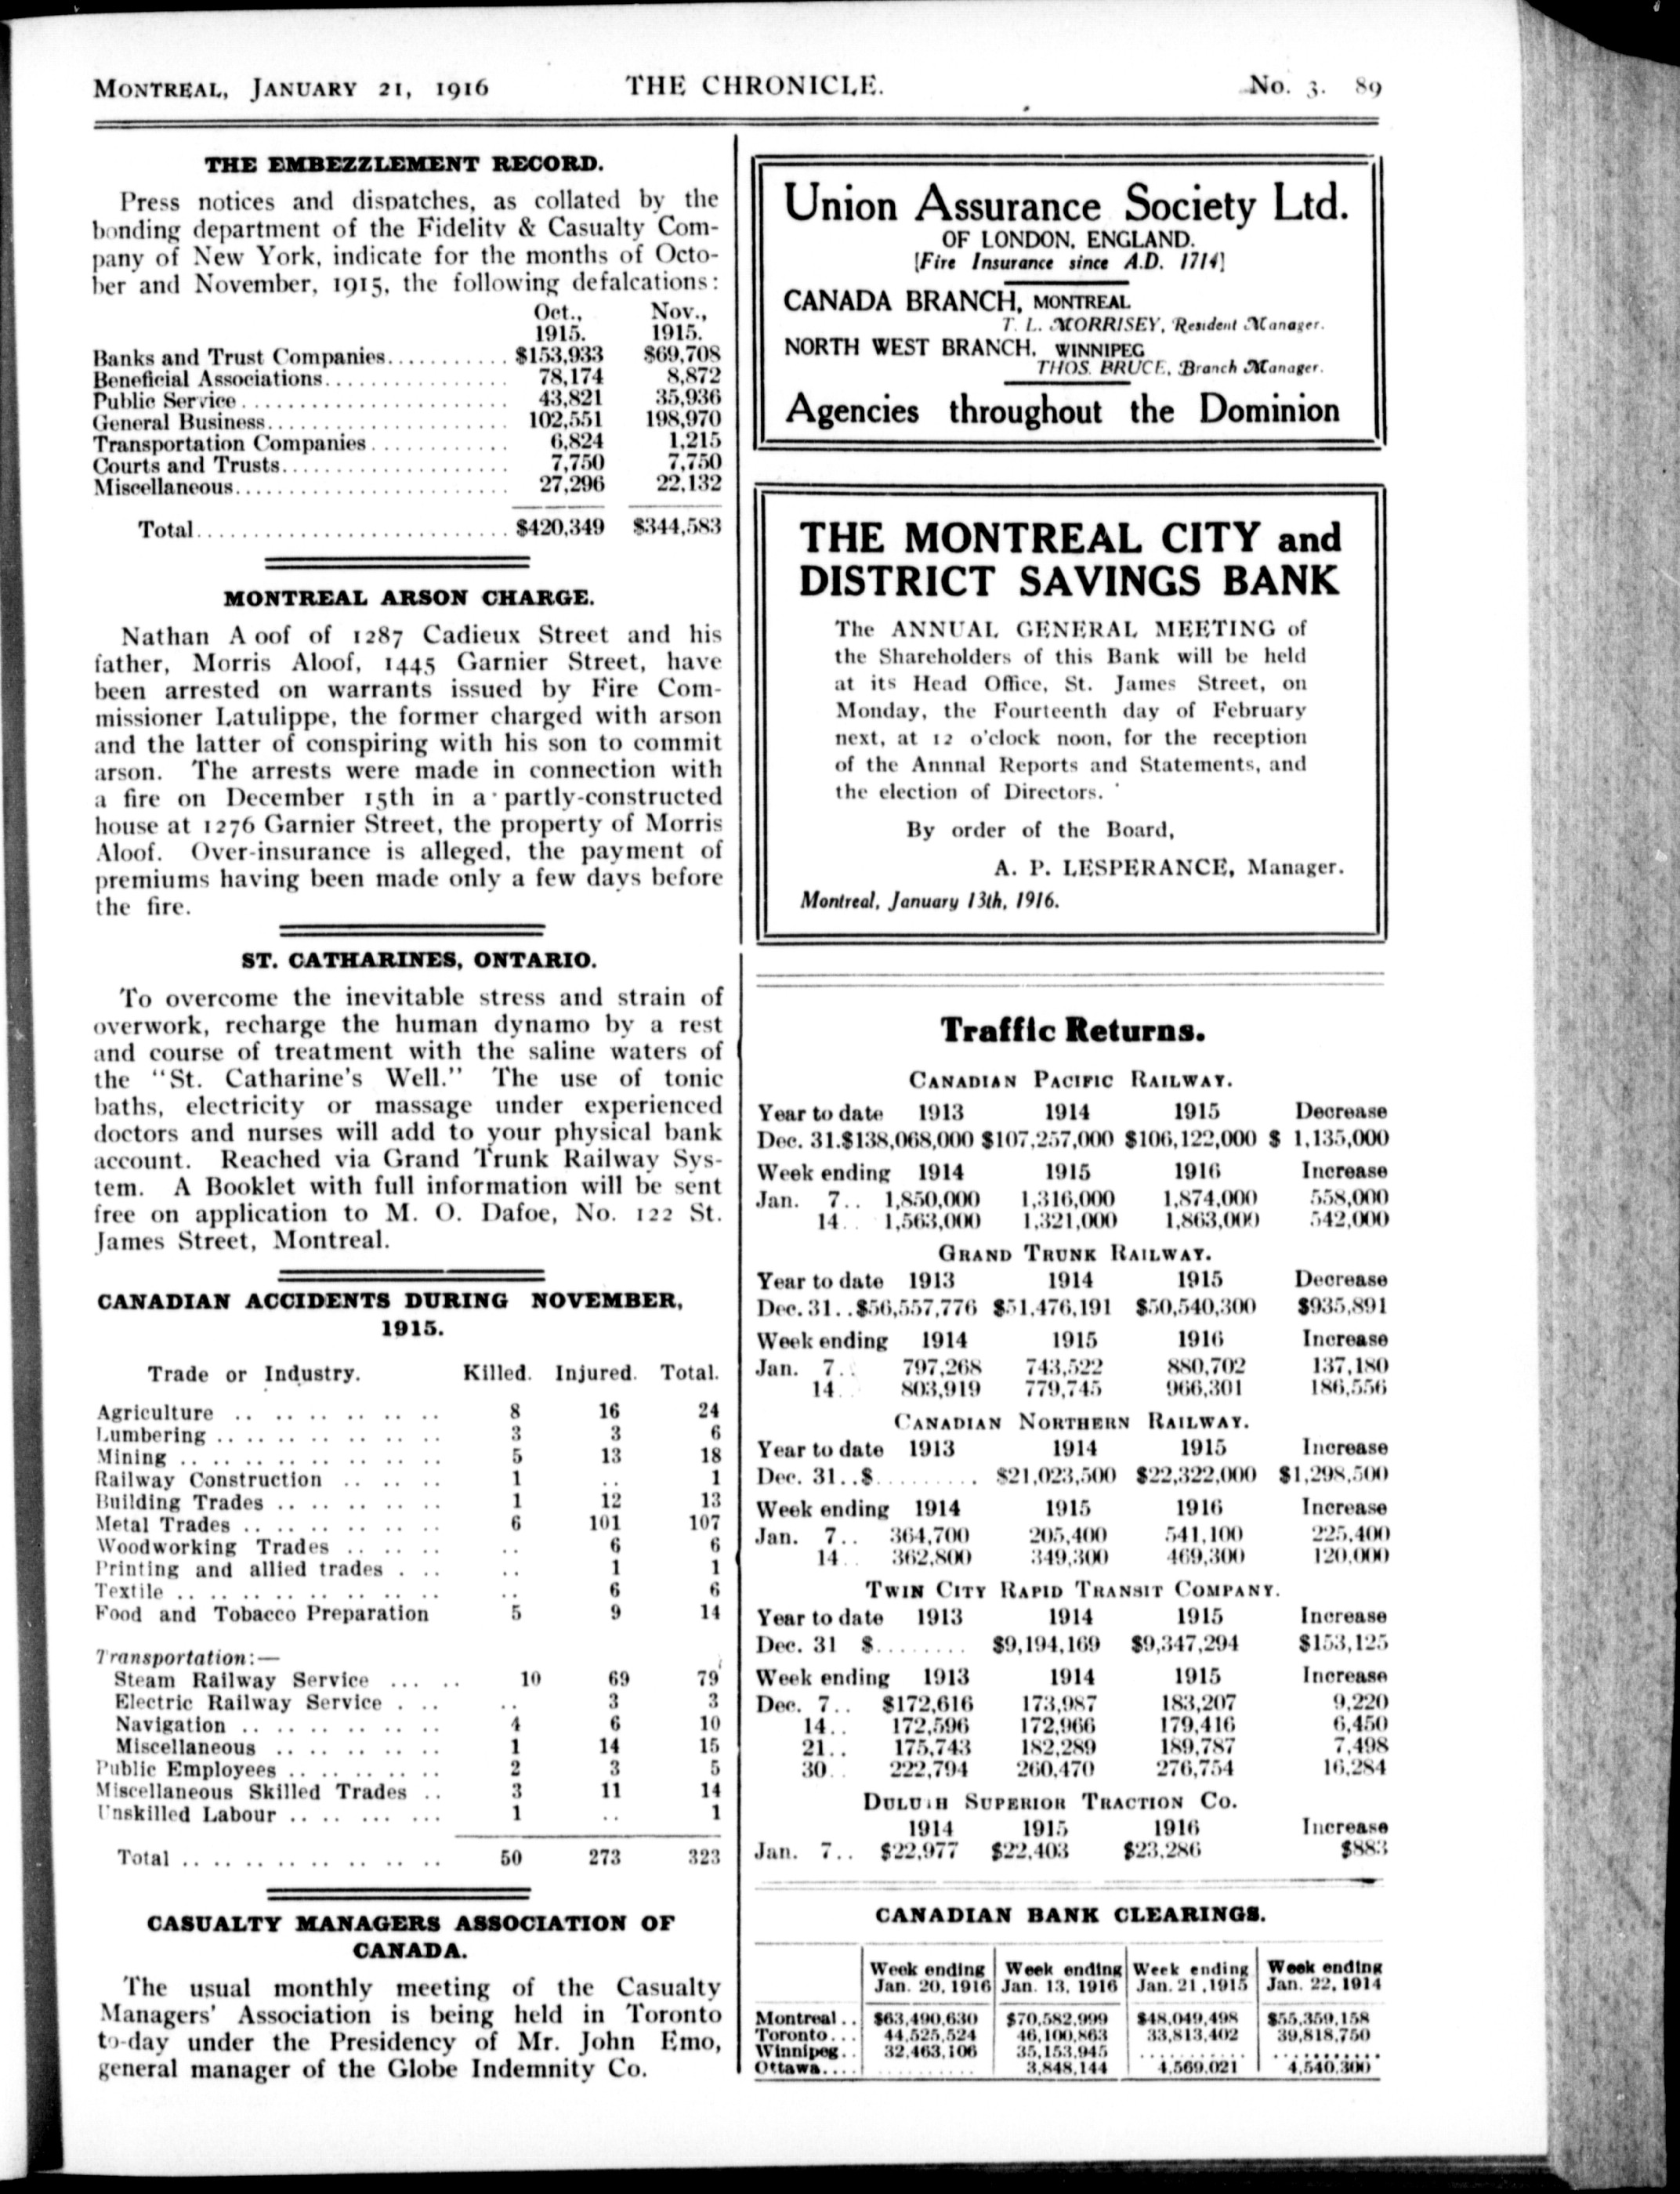 MONTREAL, JANUARY 21, 1916 THE CHRONICLE. No. 3. 89
THE EMBEZZLEMENT RECORD.
Press notices and dispatches, as collated by the
bonding department of the Fidelity & Casualty Com-
pany of New York, indicate for the months of Octo-
ber and November, 1915, the following defalcations:
Oct., Nov.,
1915. 1915.
Banks and Trust Companies........... $153,933 $69,708
Beneficial Associations................ 78,174 8,872
Public Service........................ 43,821 35,936
General Business...................... 102,551 198,970
Transportation Companies............ 6,824 1,215
Courts and Trusts.................... 7,750 7,750
Miscellaneous........................ 27,296 22,132
Total........................... $420,349 $344,583
MONTREAL ARSON CHARGE.
Nathan A oof of 1287 Cadieux Street and his
father, Morris Aloof, 1445 Garnier Street, have
been arrested on warrants issued by Fire Com-
missioner Latulippe, the former charged with arson
and the latter of conspiring with his son to commit
arson. The arrests were made in connection with
a fire on December 15th in a partly-constructed
house at 1276 Garnier Street, the property of Morris
Aloof. Over-insurance is alleged, the payment of
premiums having been made only a few days before
the fire.
ST. CATHARINES, ONTARIO.
To overcome the inevitable stress and strain of
overwork, recharge the human dynamo by a rest
and course of treatment with the saline waters of
the "St. Catharine's Well." The use of tonic
baths, electricity or massage under experienced
doctors and nurses will add to your physical bank
account. Reached via Grand Trunk Railway Sys-
tem. A Booklet with full information will be sent
free on application to M. O. Dafoe, No. 122 St.
James Street, Montreal.
CANADIAN ACCIDENTS DURING NOVEMBER,
1915.
Trade or Industry. Killed. Injured. Total.
Agriculture .. .. .. .. .. .. .. 8 16 24
Lumbering .. .. .. .. .. .. .. .. 3 3 6
Mining .. .. .. .. .. .. .. .. .. 5 13 18
Railway Construction .. .. .. 1 .. 1
Building Trades .. .. .. .. .. .. 1 12 13
Metal Trades .. .. .. .. .. .. .. 6 101 107
Woodworking Trades .. .. .. .. 6 6
Printing and allied trades . .. .. 1 1
Textile .. .. .. .. .. .. .. .. .. .. 6 6
Food and Tobacco Preparation 5 9 14
Transportation:—
Steam Railway Service ... .. 10 69 79
Electric Railway Service . ... .. 3 3
Navigation .. .. .. .. .. .. .. 4 6 10
Miscellaneous .. .. .. .. .. .. 1 14 15
Public Employees .. .. .. .. .. 2 3 5
Miscellaneous Skilled Trades .. 3 11 14
Unskilled Labour .. .. ... ... 1 .. 1
Total .. .. .. .. .. .. .. .. .. 50 273 323
CASUALTY MANAGERS ASSOCIATION OF
CANADA.
The usual monthly meeting of the Casualty
Managers' Association is being held in Toronto
to-day under the Presidency of Mr. John Emo,
general manager of the Globe Indemnity Co.
Union Assurance Society Ltd.
OF LONDON, ENGLAND.
[Fire Insurance since A.D. 1714]
CANADA BRANCH, MONTREAL
T. L. MORRISEY, Resident Manager.
NORTH WEST BRANCH, WINNIPEG
THOS. BRUCE, Branch Manager.
Agencies throughout the Dominion
THE MONTREAL CITY and
DISTRICT SAVINGS BANK
The ANNUAL GENERAL MEETING of
the Shareholders of this Bank will be held
at its Head Office, St. James Street, on
Monday, the Fourteenth day of February
next, at 12 o'clock noon, for the reception
of the Annnal Reports and Statements, and
the election of Directors.
By order of the Board,
A. P. LESPERANCE, Manager.
Montreal, January 13th, 1916.
Traffic Returns.
CANADIAN PACIFIC RAILWAY.
Year to date 1913 1914 1915 Decrease
Dec. 31.$138,068,000 $107,257,000 $106,122,000 $ 1,135,000
Week ending 1914 1915 1916 Increase
Jan. 7.. 1,850,000 1,316,000 1,874,000 558,000
14.. 1,563,000 1,321,000 1,863,000 542,000
GRAND TRUNK RAILWAY.
Year to date 1913 1914 1915 Decrease
Dec. 31..$56,557,776 $51,476,191 $50,540,300 $935,891
Week ending 1914 1915 1916 Increase
Jan. 7.. 797,268 743,522 880,702 137,180
14.. 803,919 779,745 966,301 186,556
CANADIAN NORTHERN RAILWAY.
Year to date 1913 1914 1915 Increase
Dec. 31..$......... $21,023,500 $22,322,000 $1,298,500
Week ending 1914 1915 1916 Increase
Jan. 7.. 364,700 205,400 541,100 225,400
14.. 362,800 349,300 469,300 120,000
TWIN CITY RAPID TRANSIT COMPANY.
Year to date 1913 1914 1915 Increase
Dec. 31 $........ $9,194,169 $9,347,294 $153,125
Week ending 1913 1914 1915 Increase
Dec. 7.. $172,616 173,987 183,207 9,220
14.. 172,596 172,966 179,416 6,450
21.. 175,743 182,289 189,787 7,498
30.. 222,794 260,470 276,754 16,284
DULUTH SUPERIOR TRACTION CO.
1914 1915 1916 Increase
Jan. 7.. $22,977 $22,403 $23,286 $883
CANADIAN BANK CLEARINGS.
Week ending Week ending Week ending Week ending
Jan. 20, 1916 Jan. 13, 1916 Jan. 21, 1915 Jan. 22, 1914
Montreal.. $63,490,630 $70,582,999 $48,049,498 $55,359,158
Toronto... 44,525,524 46,100,863 33,813,402 39,818,750
Winnipeg.. 32,463,106 35,153,945 .......... ..........
Ottawa.... .......... 3,848,144 4,569,021 4,540,300